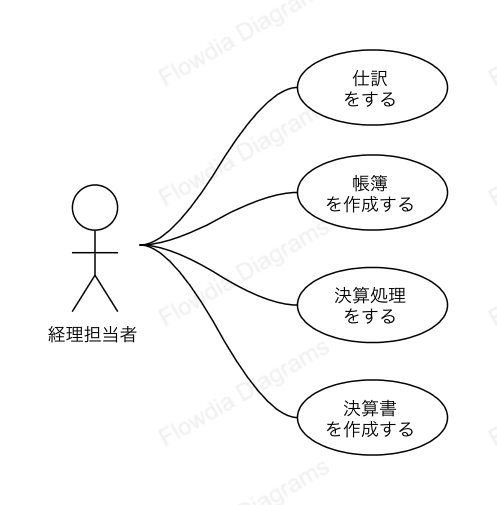 仕訳
をする
帳簿
を作成する
経理担当者
決算処理
をする
決算書
を作成する
Flowdia Diagrams
Flowdia Diagrams
Flowdia Diagrams
Flowdia Diagrams
Flowdia Diagrams